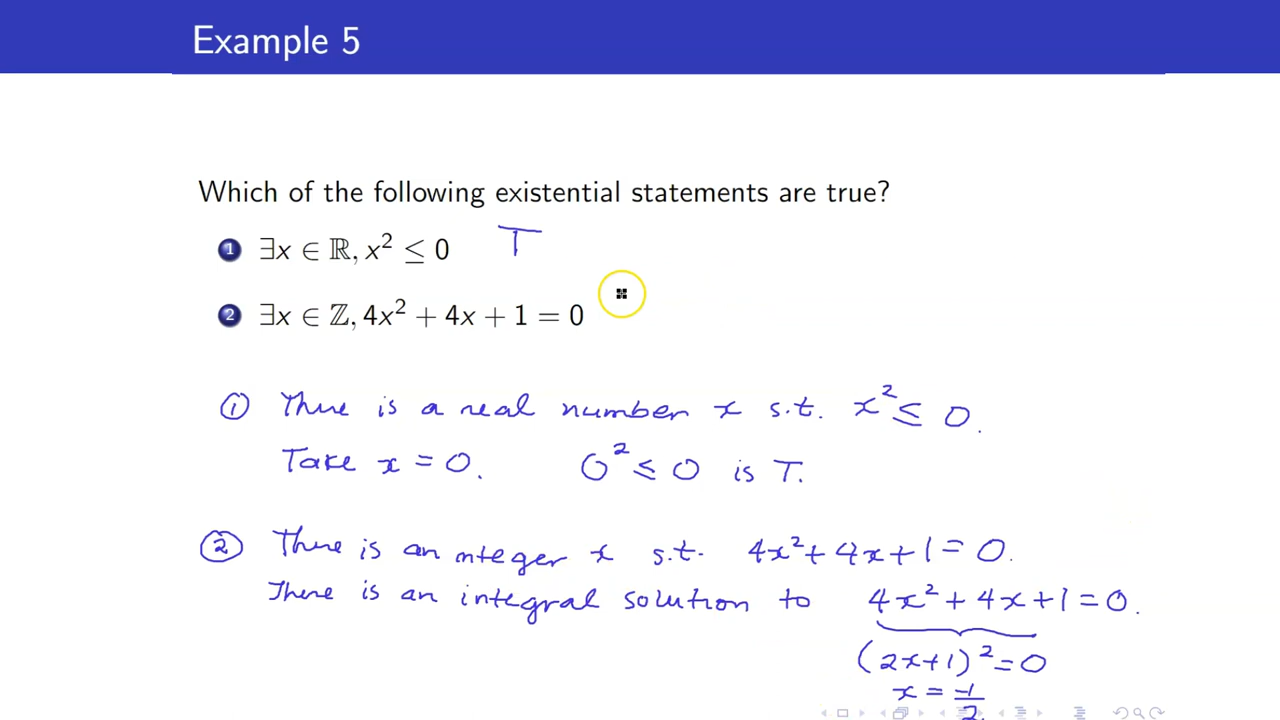 Example 5
Which of the following existential statements are true?
1 ∃x ∈ ℝ, x² ≤ 0 T
2 ∃x ∈ ℤ, 4x² + 4x + 1 = 0
① There is a real number x s.t. x² ≤ 0.
Take x = 0. 0² ≤ 0 is T.
② There is an integer x s.t. 4x² + 4x + 1 = 0.
There is an integral solution to 4x² + 4x + 1 = 0.
(2x+1)² = 0
x = -1/2